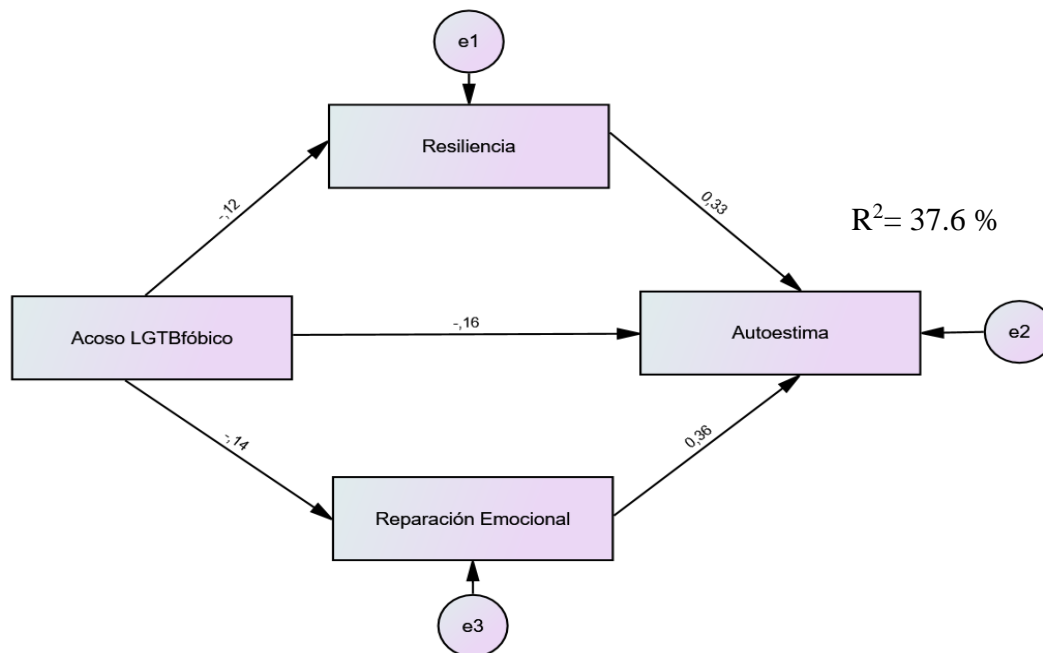 e1
Resiliencia
-,12
0,33
R²= 37.6 %
Acoso LGTBfóbico
-,16
Autoestima
e2
-,14
0,36
Reparación Emocional
e3